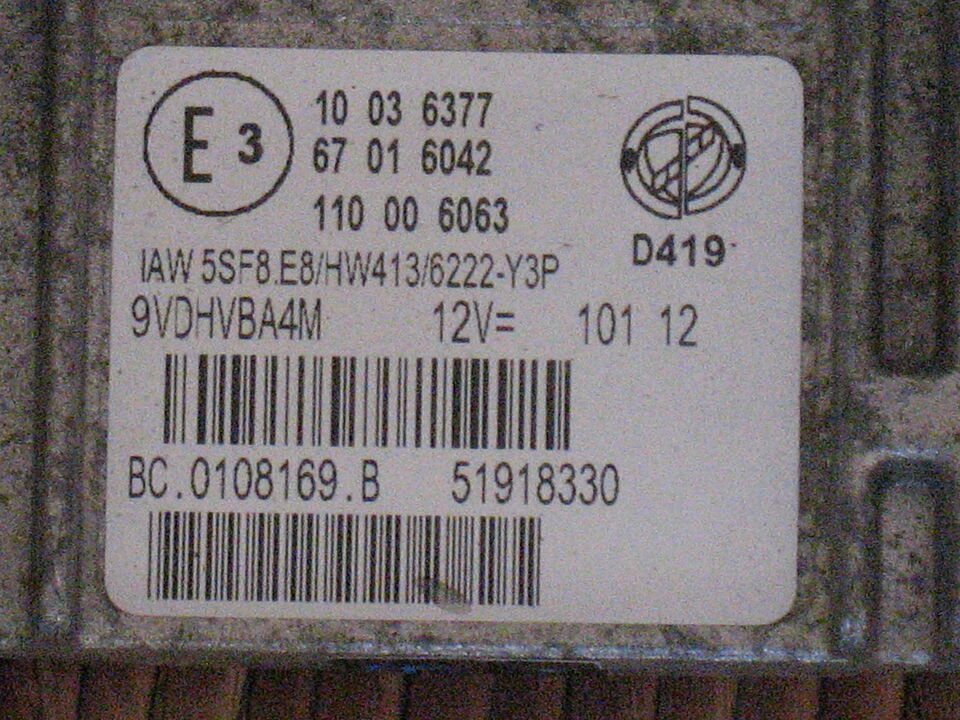 E 3
10 03 6377
67 01 6042
110 00 6063
D419
IAW 5SF8.E8/HW413/6222-Y3P
9VDHVBA4M 12V= 101 12
BC.0108169.B 51918330